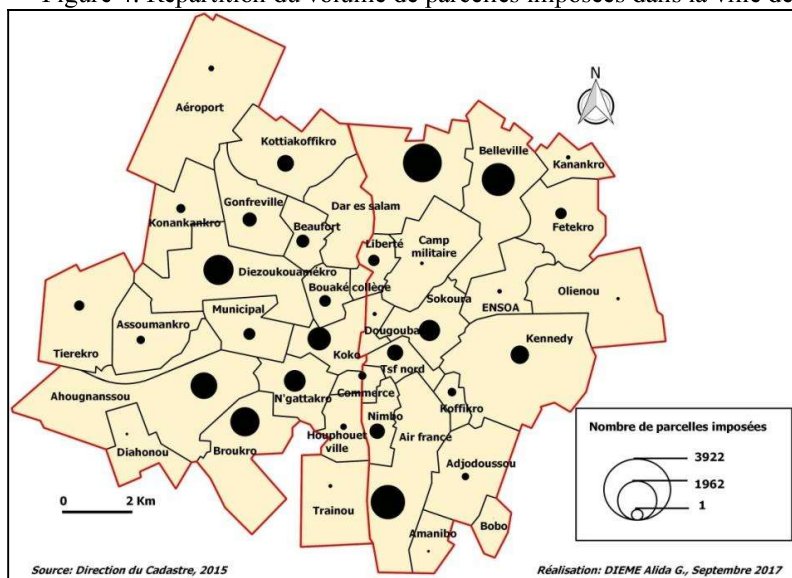 Figure 4: Répartition du volume de parcelles imposées dans la ville de
N
Aéroport
Kottiakoffikro
Belleville
Kanankro
Konankankro
Gonfreville
Dar es salam
Beaufort
Fetekro
Liberté
Camp
militaire
Diezoukouamékro
Bouaké collège
Sokoura
ENSOA
Olienou
Tierekro
Assoumankro
Municipal
Dougouba
Koko
Tsf nord
Kennedy
Ahougnanssou
N'gattakro
Commerce
Koffikro
Nimbo
Air france
Diahonou
Broukro
Houphouet
ville
Adjodoussou
Trainou
Amanibo
Bobo
0 2 Km
Nombre de parcelles imposées
3922
1962
1
Source: Direction du Cadastre, 2015
Réalisation: DIEME Alida G., Septembre 2017